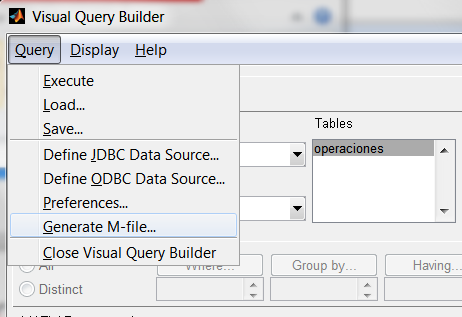 Visual Query Builder
Query Display Help
Execute
Load...
Save...
Define JDBC Data Source...
Define ODBC Data Source...
Preferences...
Generate M-file...
Close Visual Query Builder
Tables
operaciones
All
Where...
Group by...
Having...
Distinct